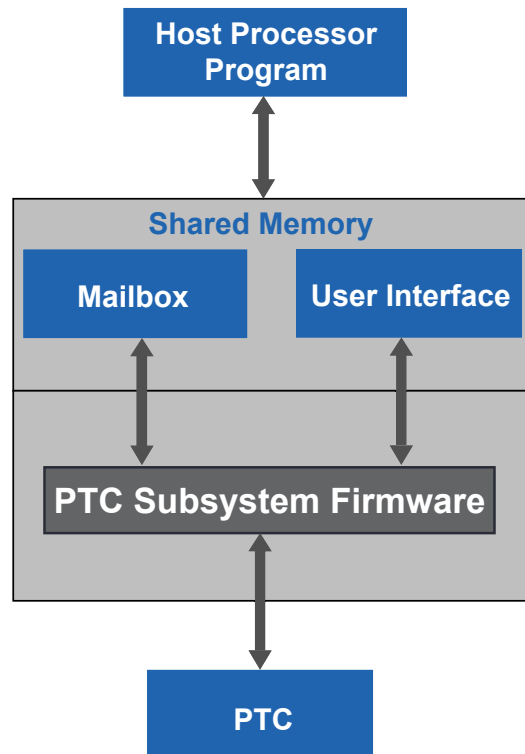 Host Processor
Program
Shared Memory
Mailbox
User Interface
PTC Subsystem Firmware
PTC